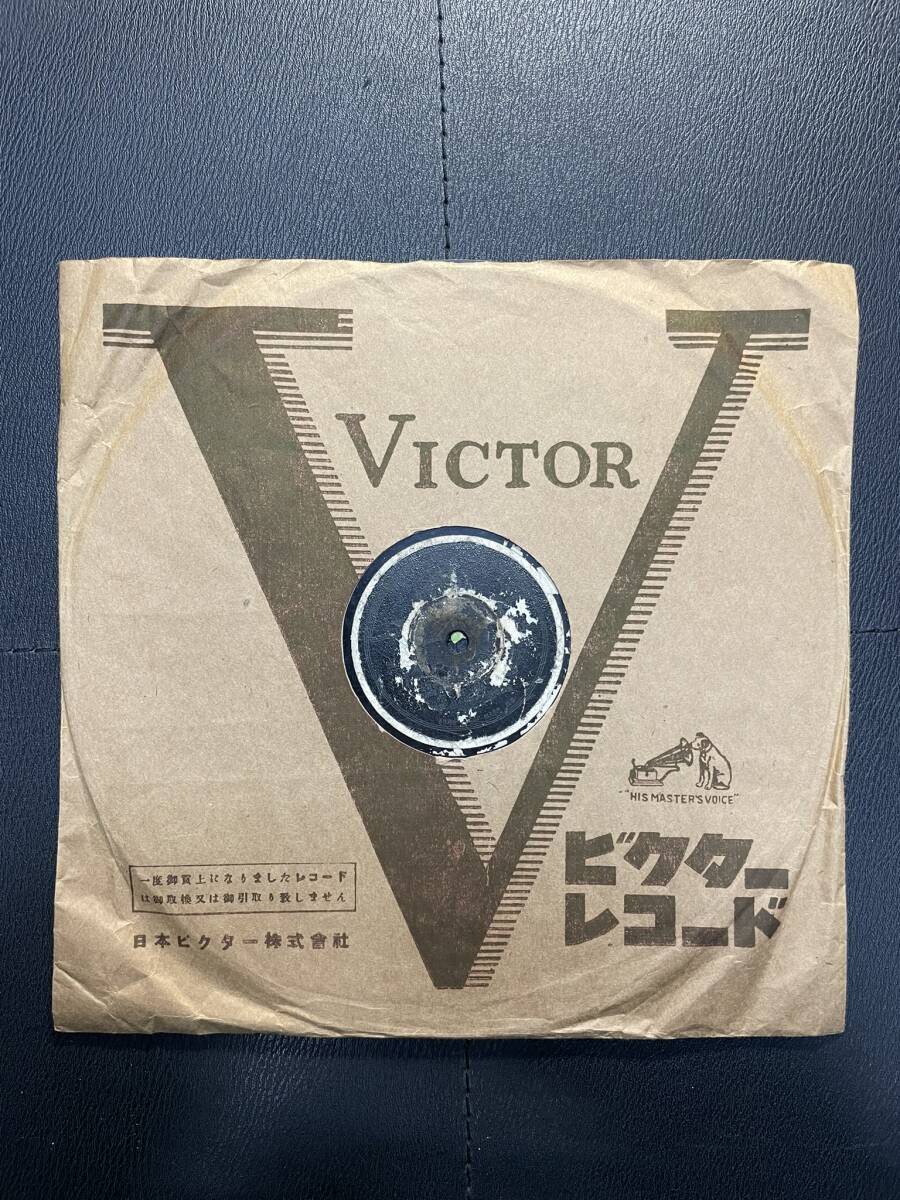 VICTOR
"HIS MASTER'S VOICE"
ビクター
レコード
一度御買上になりましたレコード
は御取換又は御引取り致しません
日本ビクター株式會社